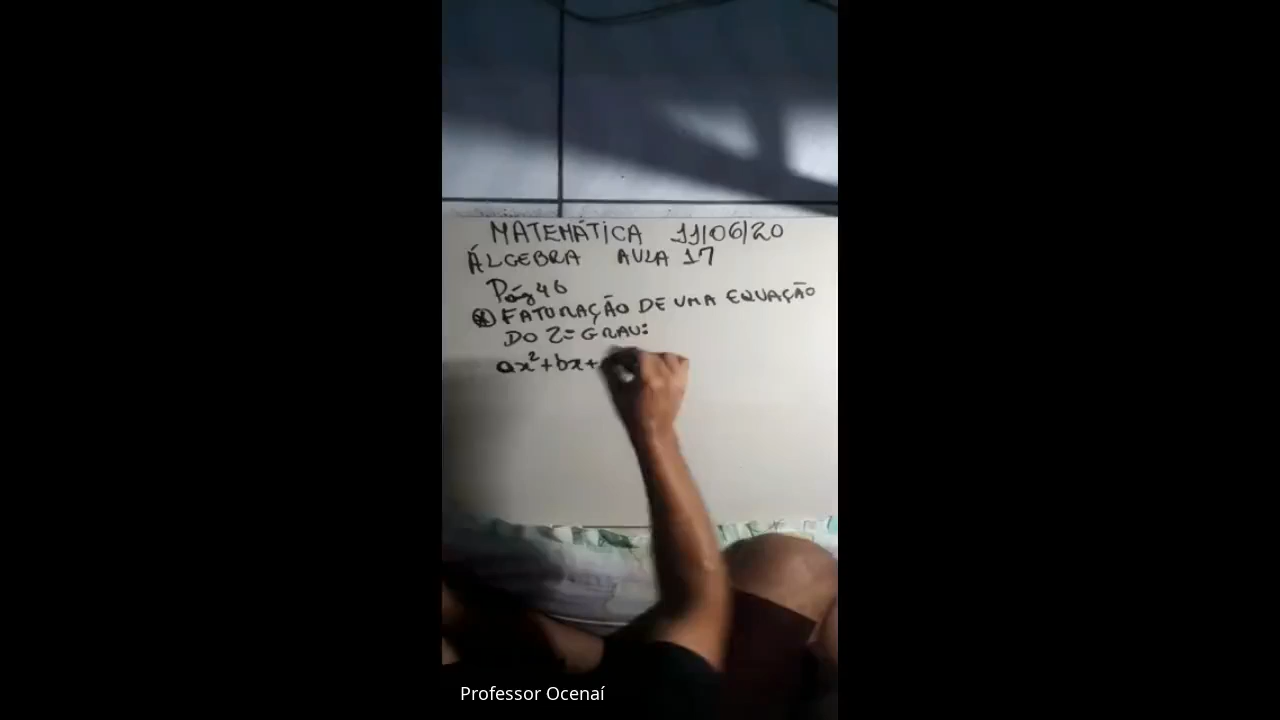 MATEMÁTICA 11/06/20
ÁLGEBRA AULA 17
Pág 46
FATORAÇÃO DE UMA EQUAÇÃO
DO 2º GRAU:
ax²+bx+
Professor Ocenaí